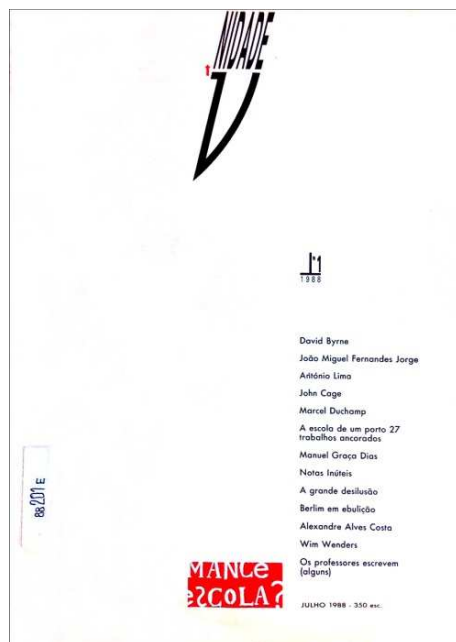 NIDADE
U
1
1988
David Byrne
João Miguel Fernandes Jorge
António Lima
John Cage
Marcel Duchamp
A escola de um porto 27
trabalhos ancorados
Manuel Graça Dias
Notas Inúteis
A grande desilusão
Berlim em ebulição
Alexandre Alves Costa
Wim Wenders
Os professores escrevem
(alguns)
JULHO 1988 - 350 esc.
88 201 E
MANCe
eSCOLA?